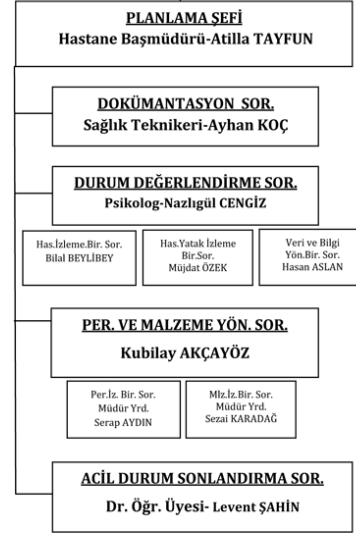 PLANLAMA ŞEFİ
Hastane Başmüdürü-Atilla TAYFUN
DOKÜMANTASYON SOR.
Sağlık Teknikeri-Ayhan KOÇ
DURUM DEĞERLENDİRME SOR.
Psikolog-Nazlıgül CENGİZ
Has.İzleme.Bir. Sor.
Bilal BEYLİBEY
Has.Yatak İzleme
Bir.Sor.
Müjdat ÖZEK
Veri ve Bilgi
Yön.Bir. Sor.
Hasan ASLAN
PER. VE MALZEME YÖN. SOR.
Kubilay AKÇAYÖZ
Per.İz. Bir. Sor.
Müdür Yrd.
Serap AYDIN
Mlz.İz.Bir. Sor.
Müdür Yrd.
Sezai KARADAĞ
ACİL DURUM SONLANDIRMA SOR.
Dr. Öğr. Üyesi- Levent ŞAHİN